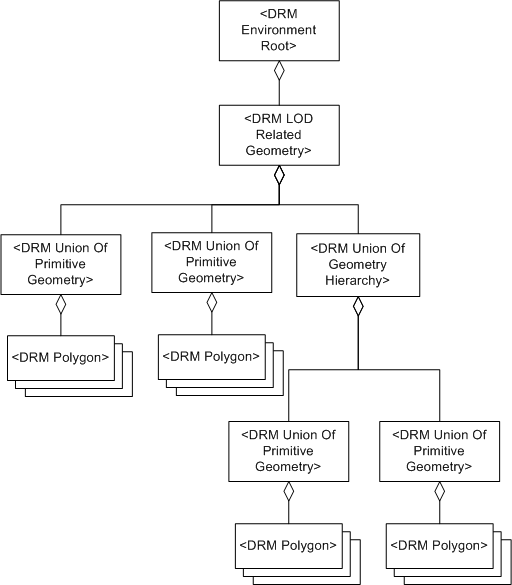 <DRM
Environment
Root>
<DRM LOD
Related
Geometry>
<DRM Union Of
Primitive
Geometry>
<DRM Union Of
Primitive
Geometry>
<DRM Union Of
Geometry
Hierarchy>
<DRM Polygon>
<DRM Polygon>
<DRM Union Of
Primitive
Geometry>
<DRM Union Of
Primitive
Geometry>
<DRM Polygon>
<DRM Polygon>